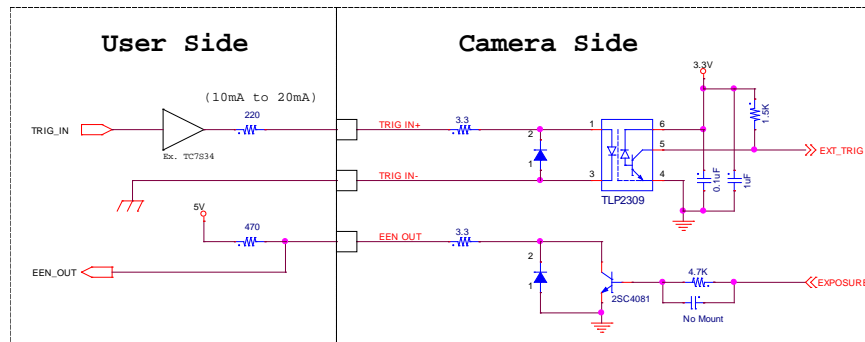 User Side
Camera Side
3.3V
(10mA to 20mA)
220
TRIG_IN
Ex. TC7S34
TRIG IN+
3.3
2
1
1
6
5
3
4
TLP2309
1.5K
EXT_TRIG
0.1uF
1uF
TRIG IN-
5V
470
EEN OUT
3.3
EEN_OUT
2
1
2SC4081
4.7K
No Mount
EXPOSURE